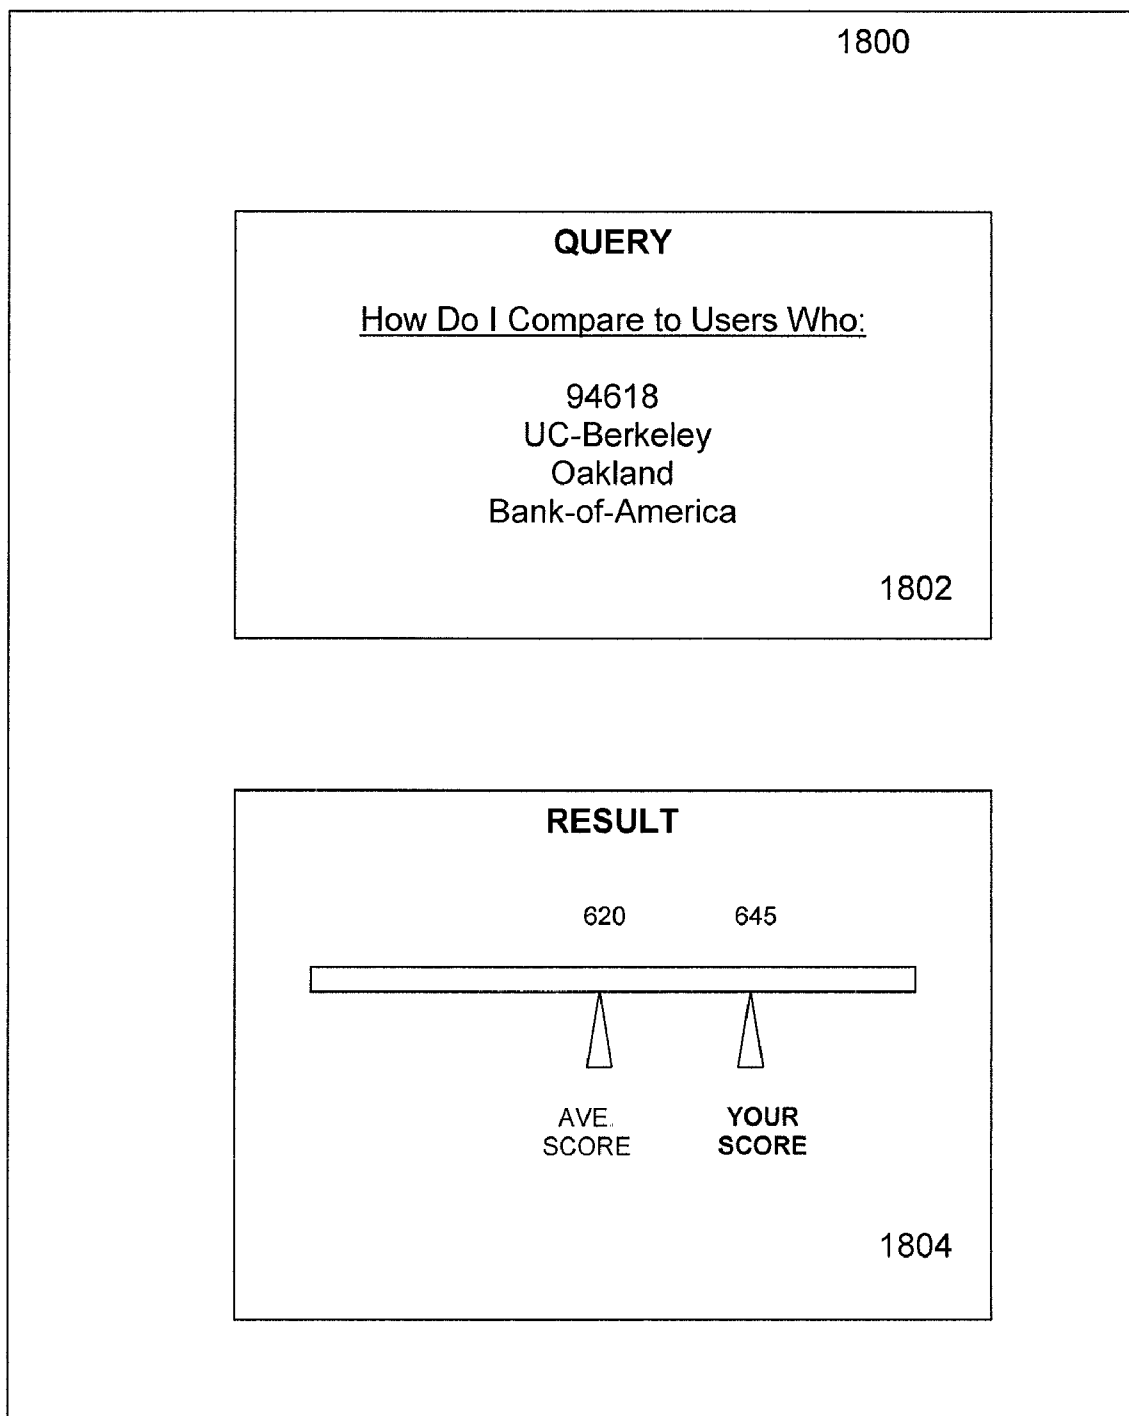 1800
QUERY
How Do I Compare to Users Who:
94618
UC-Berkeley
Oakland
Bank-of-America
1802
RESULT
620 645
AVE. YOUR
SCORE SCORE
1804